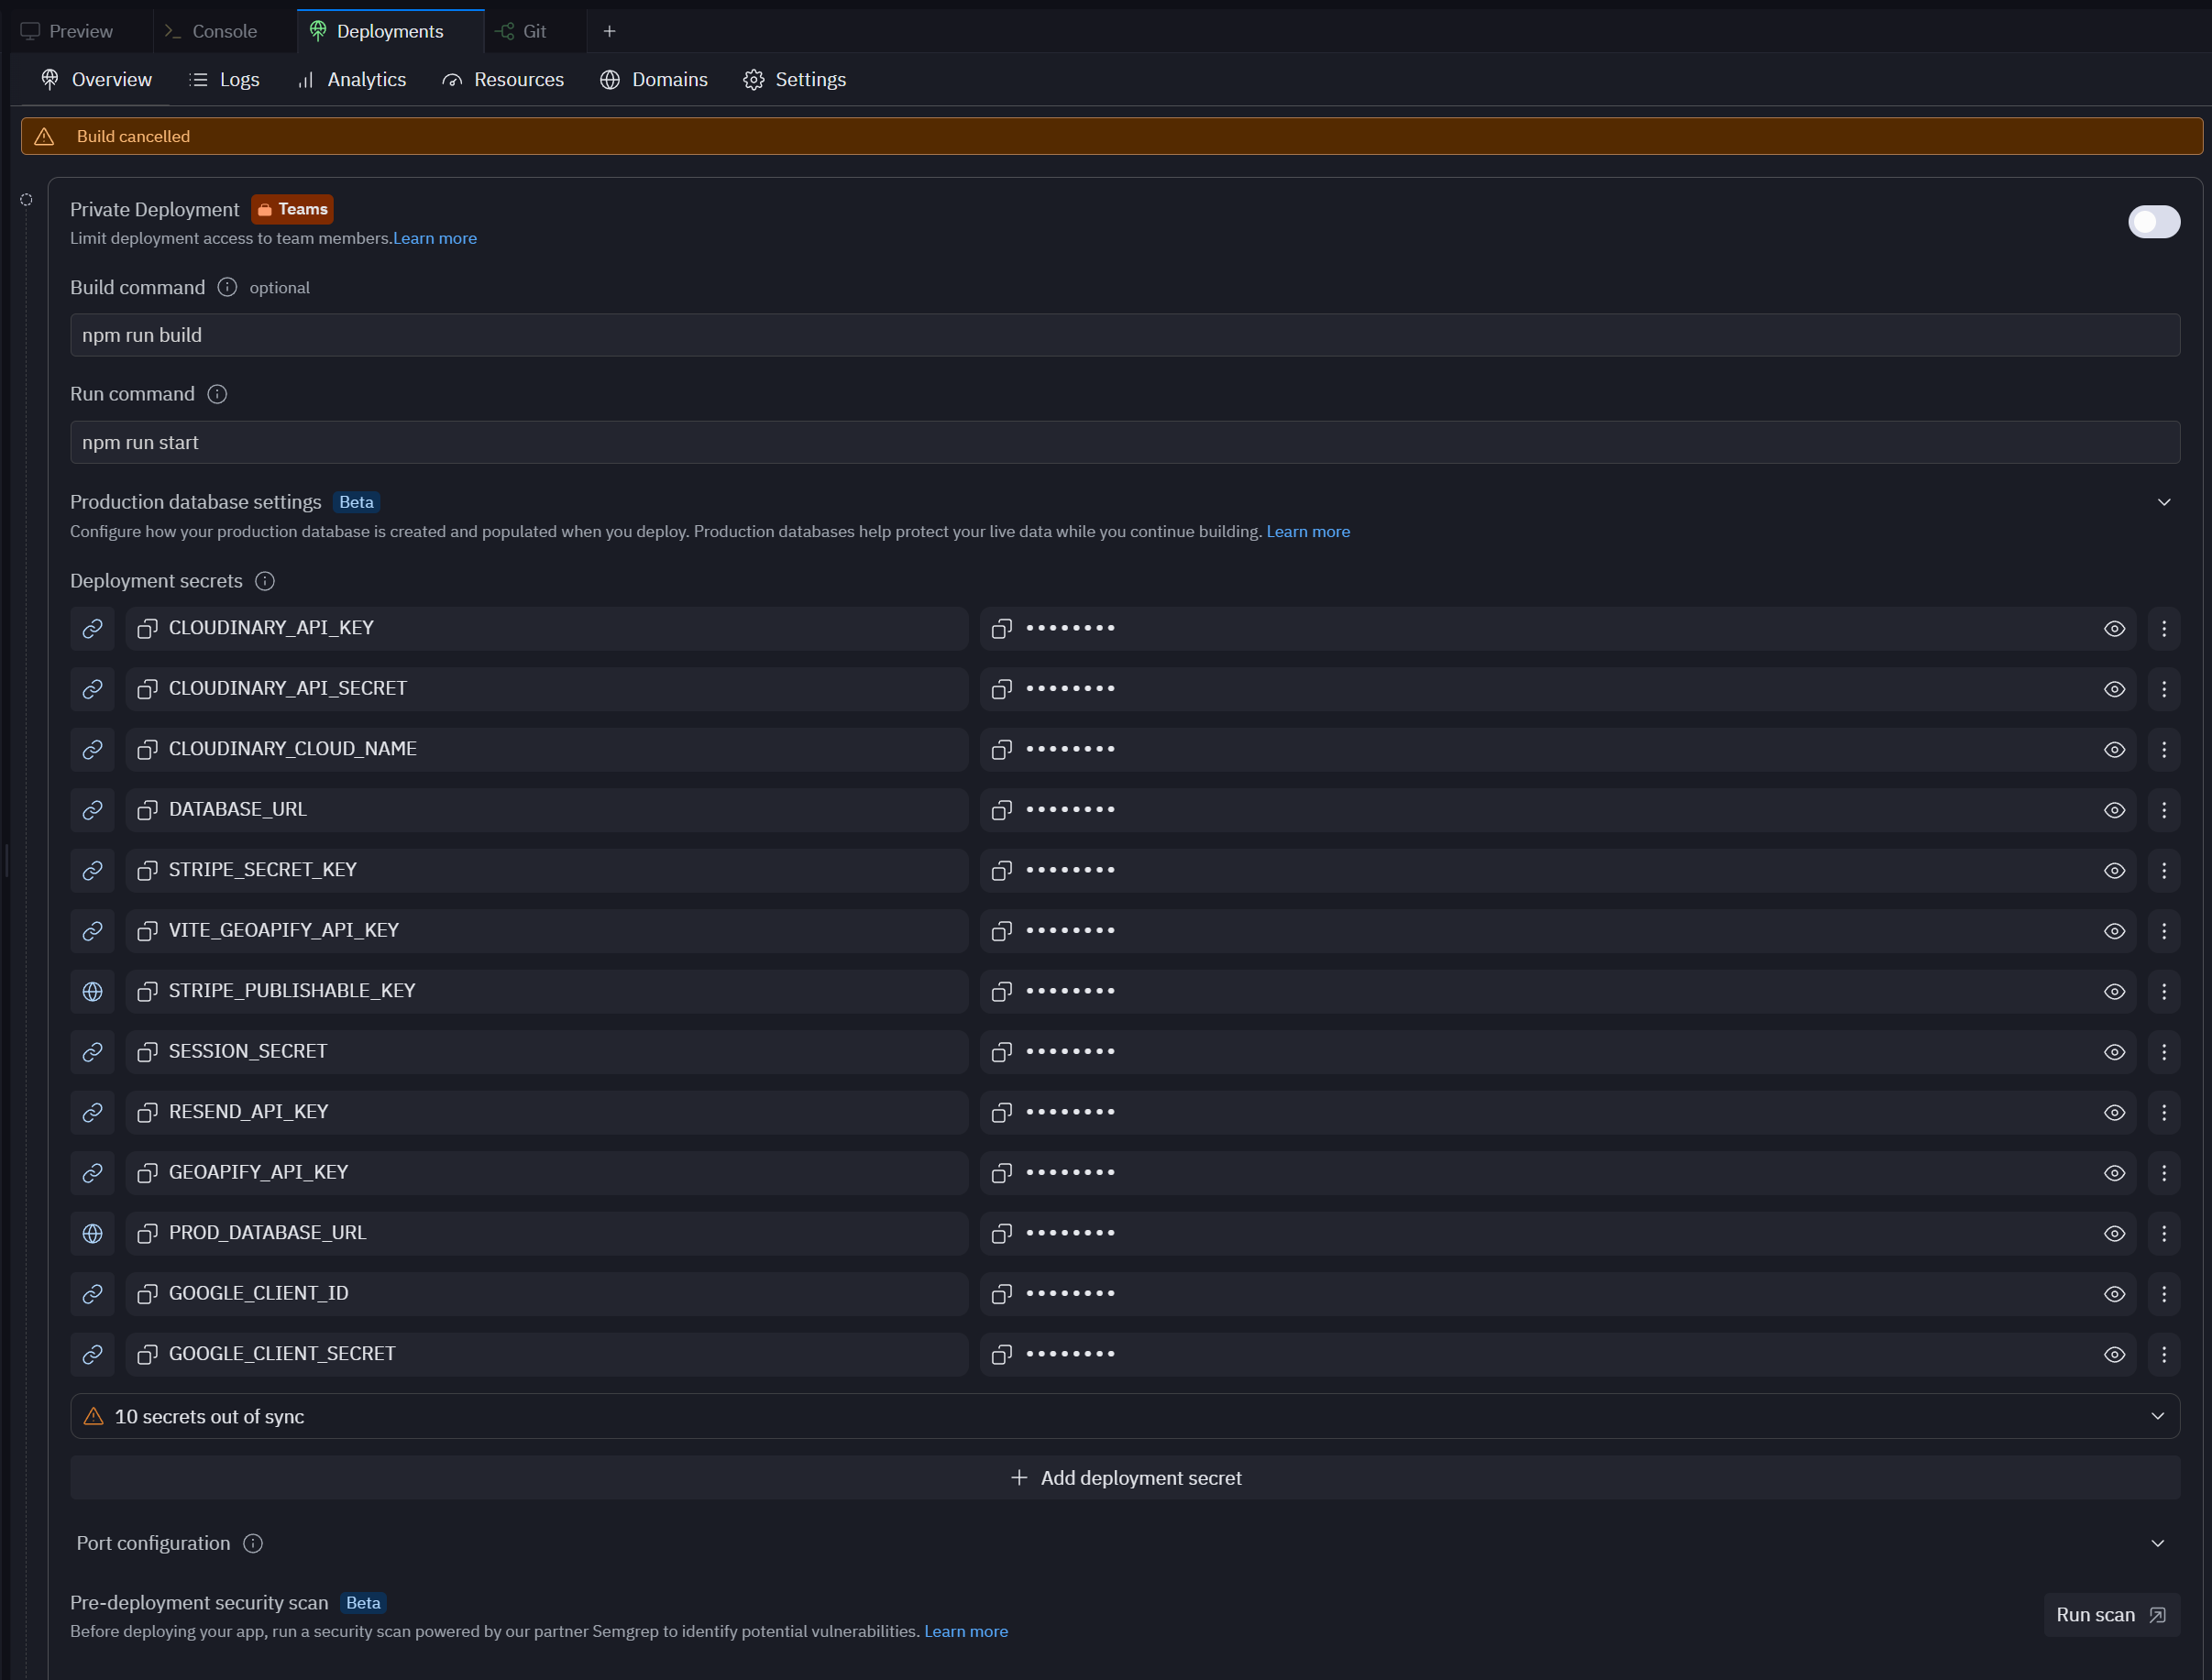 Preview
Console
Deployments
Git
Overview
Logs
Analytics
Resources
Domains
Settings
Build cancelled
Private Deployment Teams
Limit deployment access to team members.Learn more
Build command optional
npm run build
Run command
npm run start
Production database settings Beta
Configure how your production database is created and populated when you deploy. Production databases help protect your live data while you continue building. Learn more
Deployment secrets
CLOUDINARY_API_KEY ••••••••
CLOUDINARY_API_SECRET ••••••••
CLOUDINARY_CLOUD_NAME ••••••••
DATABASE_URL ••••••••
STRIPE_SECRET_KEY ••••••••
VITE_GEOAPIFY_API_KEY ••••••••
STRIPE_PUBLISHABLE_KEY ••••••••
SESSION_SECRET ••••••••
RESEND_API_KEY ••••••••
GEOAPIFY_API_KEY ••••••••
PROD_DATABASE_URL ••••••••
GOOGLE_CLIENT_ID ••••••••
GOOGLE_CLIENT_SECRET ••••••••
10 secrets out of sync
Add deployment secret
Port configuration
Pre-deployment security scan Beta
Before deploying your app, run a security scan powered by our partner Semgrep to identify potential vulnerabilities. Learn more
Run scan